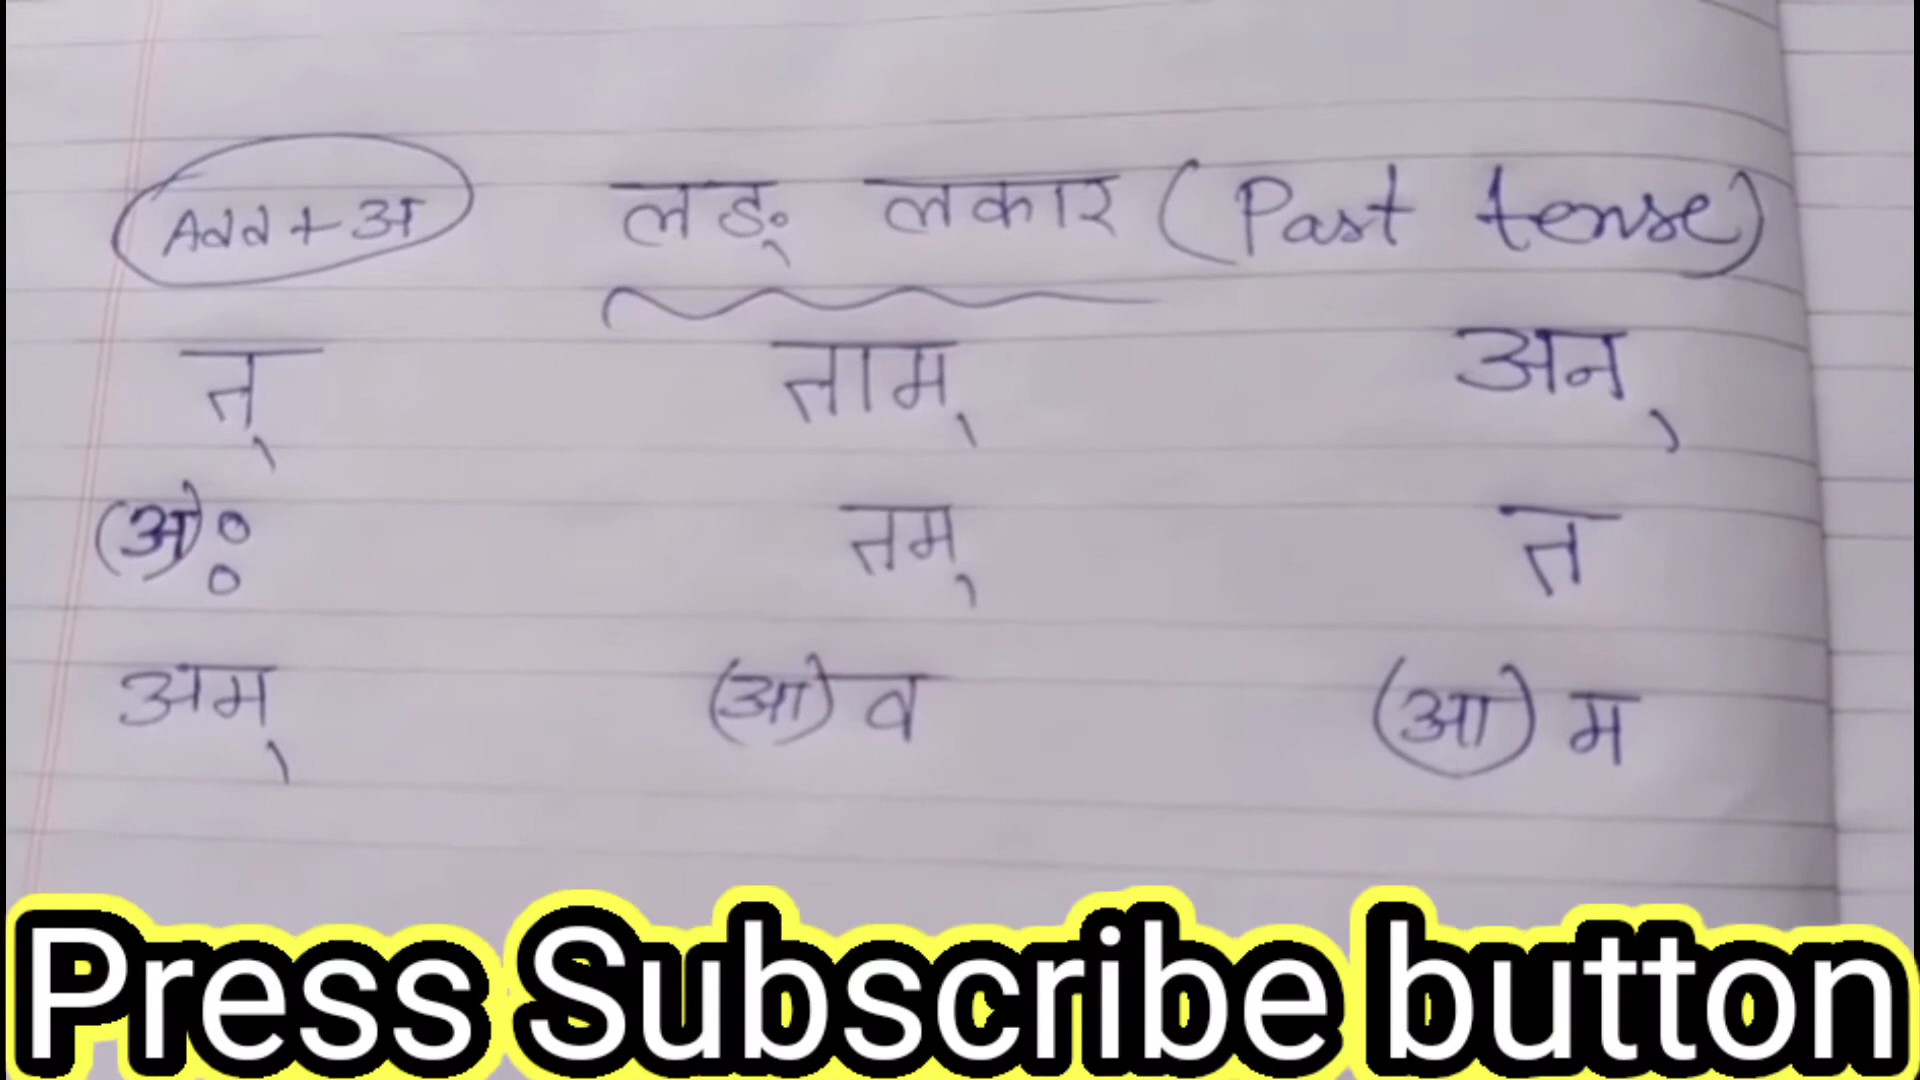 Add + अ लङ् लकार (Past tense)
त् ताम् अन्
(अ): तम् त
अम् (आ) व (आ) म
Press Subscribe button